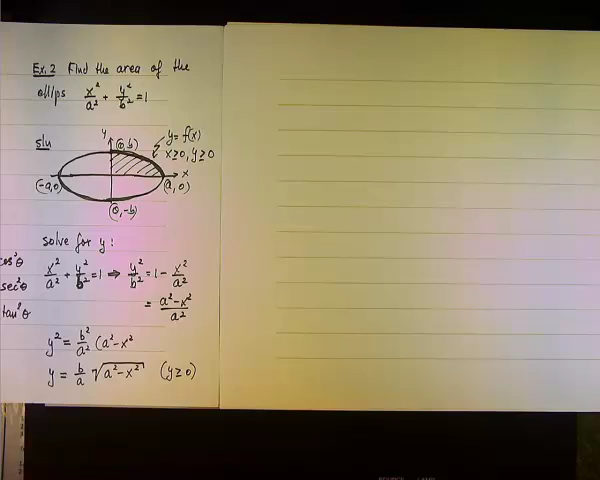 Ex. 2 Find the area of the
ellips x²/a² + y²/b² = 1
sln
y
(0, b)
y = f(x)
x ≥ 0, y ≥ 0
x
(-a, 0)
(a, 0)
(0, -b)
solve for y :
cos²θ
sec²θ
tan²θ
x²/a² + y²/b² = 1 ⇒ y²/b² = 1 - x²/a²
= a² - x²/a²
y² = b²/a² (a² - x²
y = b/a √a² - x² (y ≥ 0)